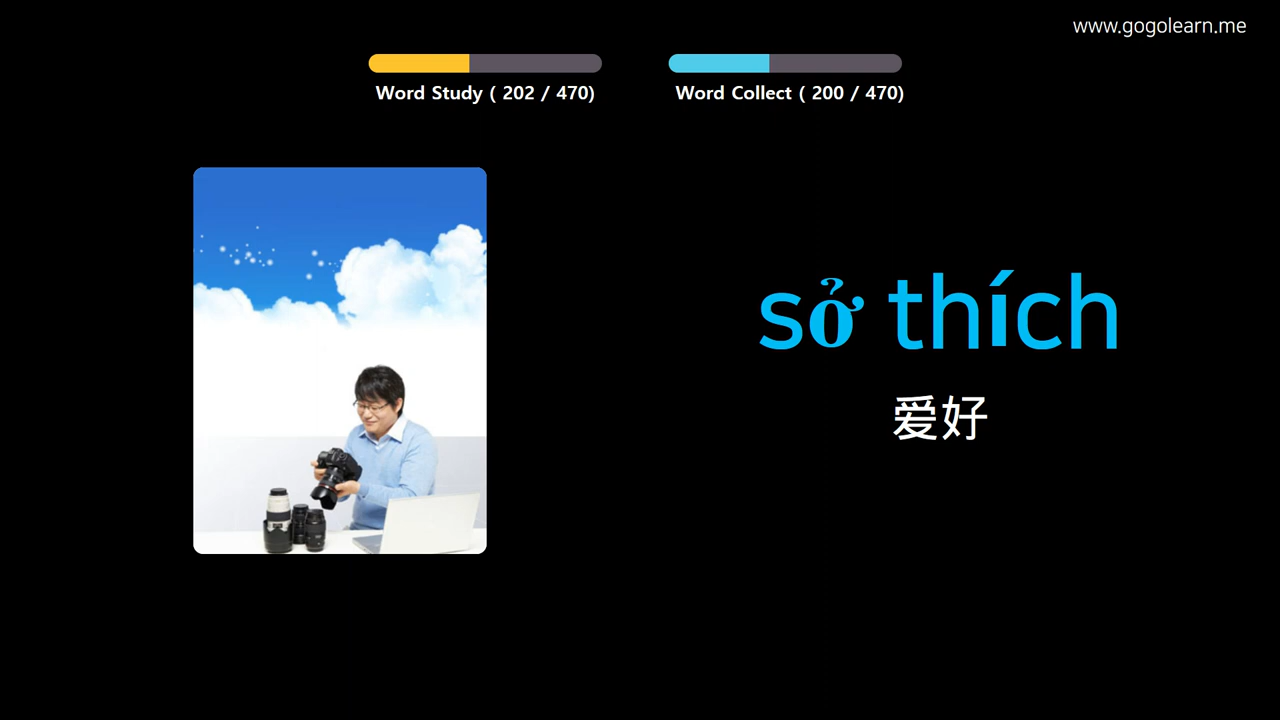 www.gogolearn.me
Word Study ( 202 / 470)
Word Collect ( 200 / 470)
sở thích
爱好